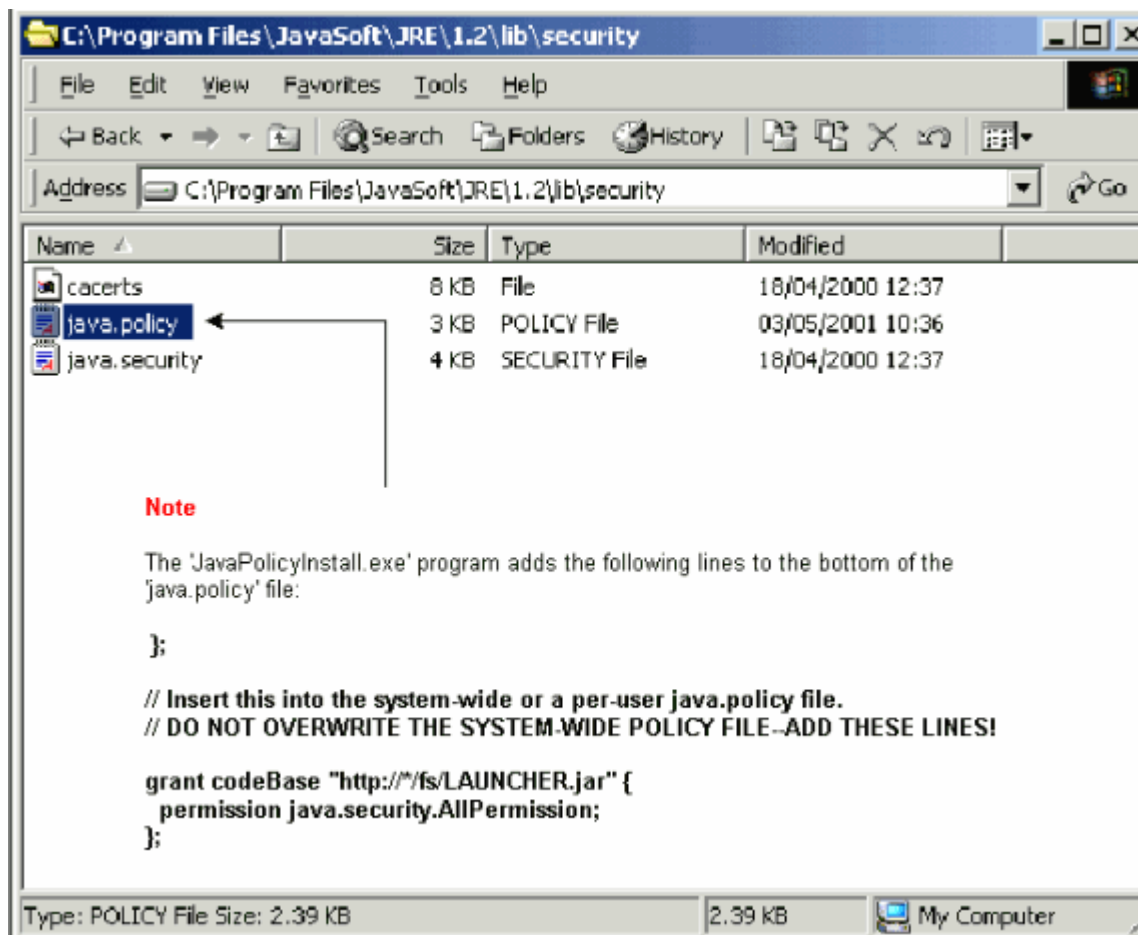 C:\Program Files\JavaSoft\JRE\1.2\lib\security
File Edit View Favorites Tools Help
Back Search Folders History
Address C:\Program Files\JavaSoft\JRE\1.2\lib\security Go
Name Size Type Modified
cacerts 8 KB File 18/04/2000 12:37
java.policy 3 KB POLICY File 03/05/2001 10:36
java.security 4 KB SECURITY File 18/04/2000 12:37
Note
The 'JavaPolicyInstall.exe' program adds the following lines to the bottom of the
'java.policy' file:
};
// Insert this into the system-wide or a per-user java.policy file.
// DO NOT OVERWRITE THE SYSTEM-WIDE POLICY FILE--ADD THESE LINES!
grant codeBase "http://*/fs/LAUNCHER.jar" {
permission java.security.AllPermission;
};
Type: POLICY File Size: 2.39 KB 2.39 KB My Computer